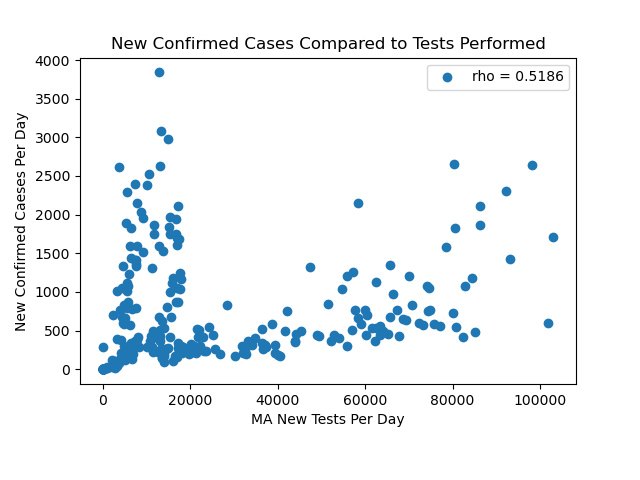 New Confirmed Cases Compared to Tests Performed
rho = 0.5186
4000
3500
3000
2500
2000
1500
1000
500
0
New Confirmed Caeses Per Day
0 20000 40000 60000 80000 100000
MA New Tests Per Day